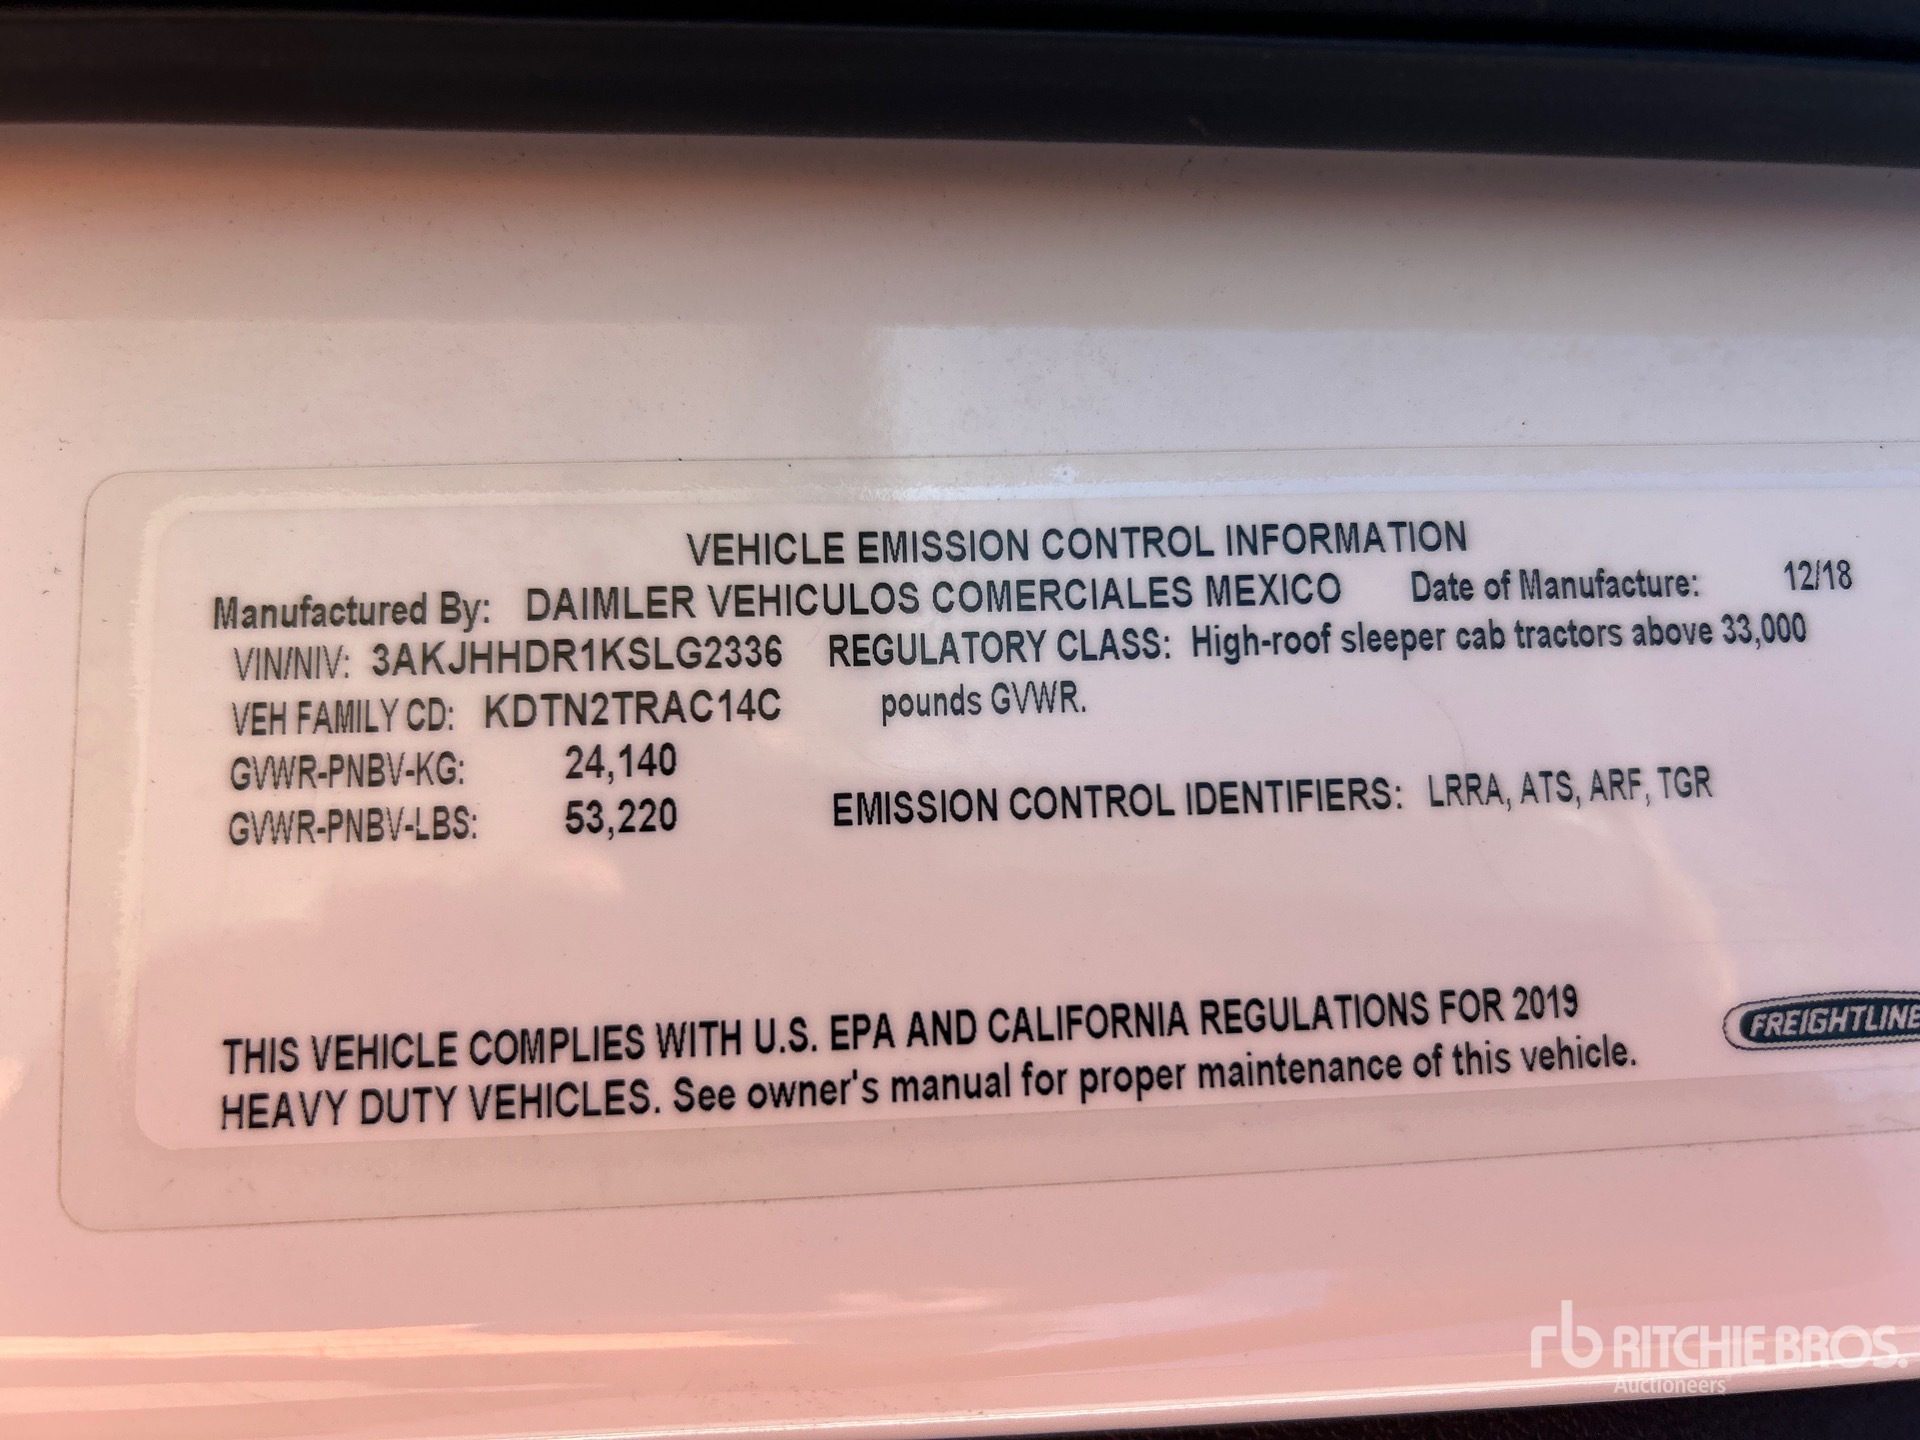 VEHICLE EMISSION CONTROL INFORMATION
Manufactured By: DAIMLER VEHICULOS COMERCIALES MEXICO Date of Manufacture: 12/18
VIN/NIV: 3AKJHHDR1KSLG2336 REGULATORY CLASS: High-roof sleeper cab tractors above 33,000
VEH FAMILY CD: KDTN2TRAC14C pounds GVWR.
GVWR-PNBV-KG: 24,140
GVWR-PNBV-LBS: 53,220 EMISSION CONTROL IDENTIFIERS: LRRA, ATS, ARF, TGR
THIS VEHICLE COMPLIES WITH U.S. EPA AND CALIFORNIA REGULATIONS FOR 2019
HEAVY DUTY VEHICLES. See owner's manual for proper maintenance of this vehicle.
FREIGHTLINE
rb RITCHIE BROS.
Auctioneers